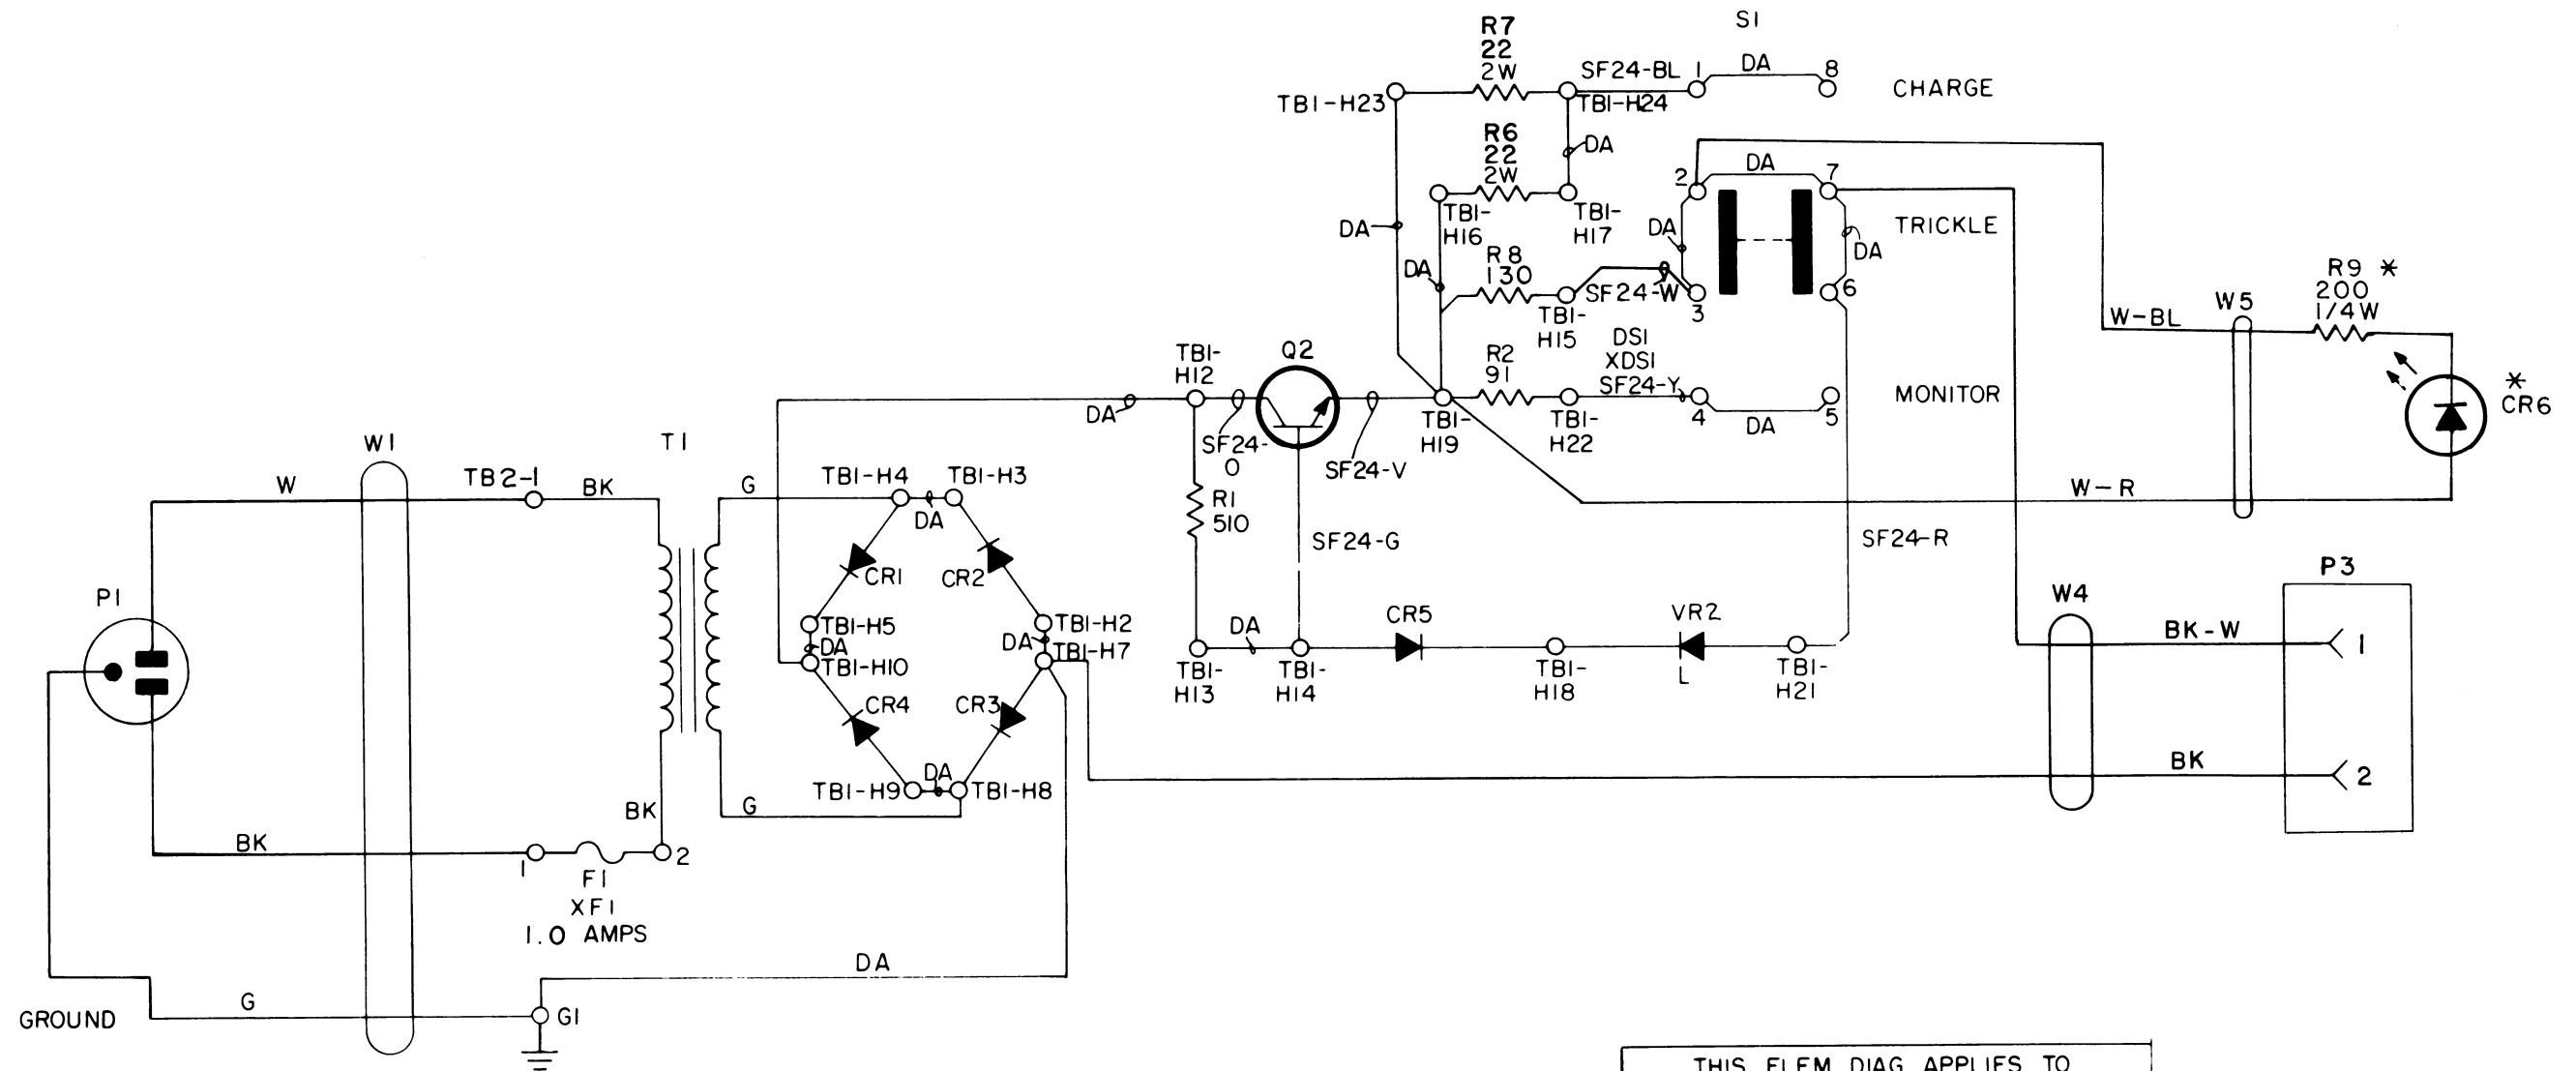 S1
R7
22
2W
SF24-BL 1 DA 8
TB1-H23
TB1-H24
CHARGE
R6
22
2W
DA
2 DA 7
TB1-
H16
TB1-
H17
DA
DA
DA
TRICKLE
R8
130
DA
SF24-W
3
6
TB1-
H15
R9 *
200
1/4W
W5
W-BL
DS1
XDS1
SF24-Y
R2
91
4 DA 5
MONITOR
*
CR6
TB1-
H12
Q2
DA
SF24-
O
SF24-V
TB1-
H19
TB1-
H22
W1
T1
W
TB2-1
BK
G
TB1-H4
TB1-H3
DA
R1
510
SF24-G
SF24-R
W-R
CR1
CR2
P1
TB1-H5
DA
TB1-H10
TB1-H2
DA
TB1-H7
DA
CR5
VR2
L
TB1-
H13
TB1-
H14
TB1-
H18
TB1-
H21
W4
P3
BK-W
1
BK
2
CR4
CR3
TB1-H9
DA
TB1-H8
G
BK
BK
1
2
F1
XF1
1.0 AMPS
DA
G
GROUND
G1
THIS ELEM DIAG APPLIES TO